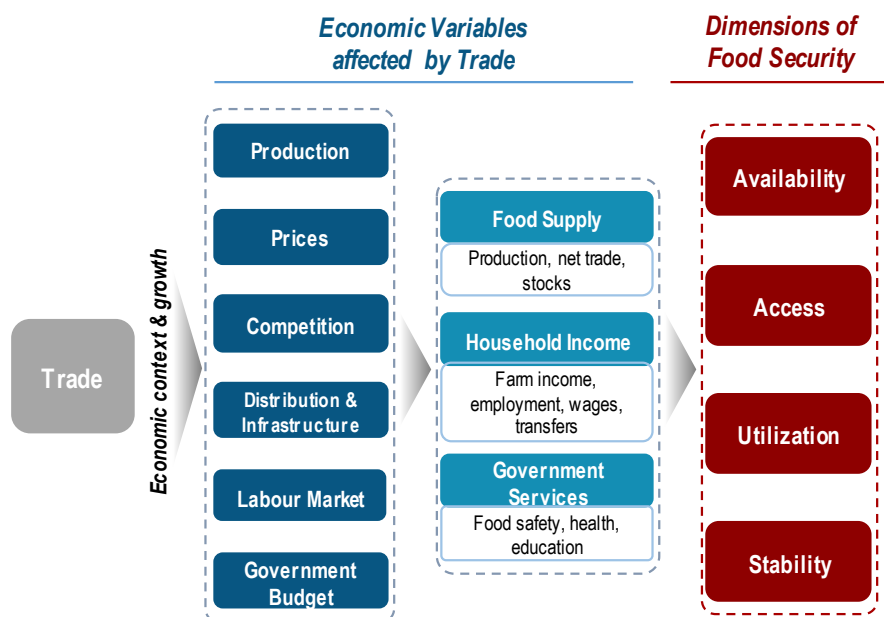 Economic Variables
affected by Trade
Dimensions of
Food Security
Trade
Economic context & growth
Production
Prices
Competition
Distribution &
Infrastructure
Labour Market
Government
Budget
Food Supply
Production, net trade,
stocks
Household Income
Farm income,
employment, wages,
transfers
Government
Services
Food safety, health,
education
Availability
Access
Utilization
Stability